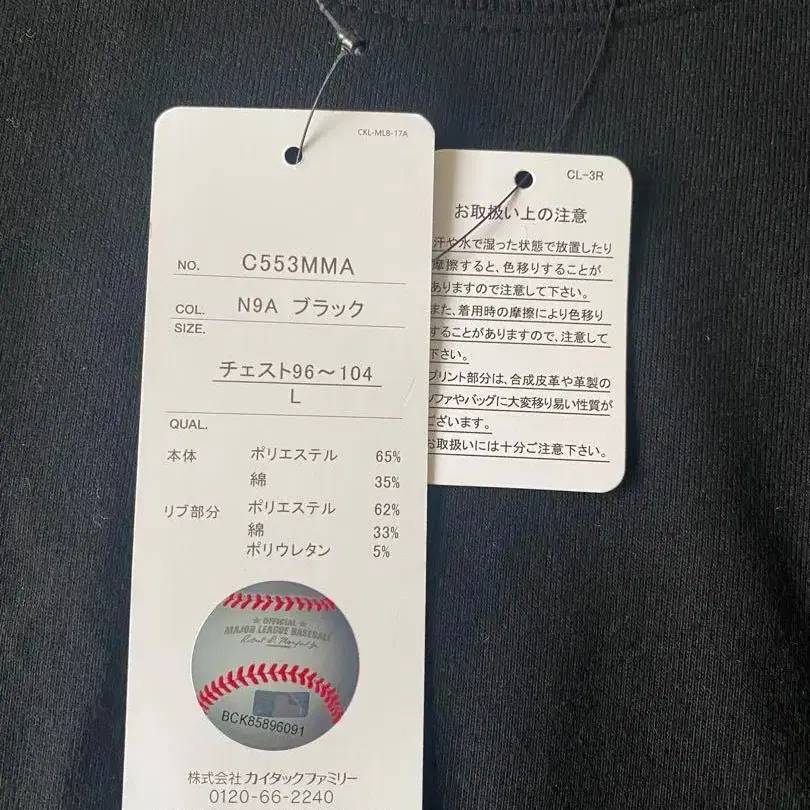 CKL-MLB-17A
NO. C553MMA
COL. N9A ブラック
SIZE.
チェスト96～104
L
QUAL.
本体 ポリエステル 65%
綿 35%
リブ部分 ポリエステル 62%
綿 33%
ポリウレタン 5%
OFFICIAL
MAJOR LEAGUE BASEBALL
BCK85896091
株式会社 カイタックファミリー
0120-66-2240
CL-3R
お取扱い上の注意
汗や水で湿った状態で放置したり
摩擦すると、色移りすることが
ありますので注意して下さい。
また、着用時の摩擦により色移り
することがありますので、注意して
下さい。
プリント部分は、合成皮革や革製の
ソファやバッグに大変移り易い性質が
ございます。
お取扱いには十分ご注意下さい。